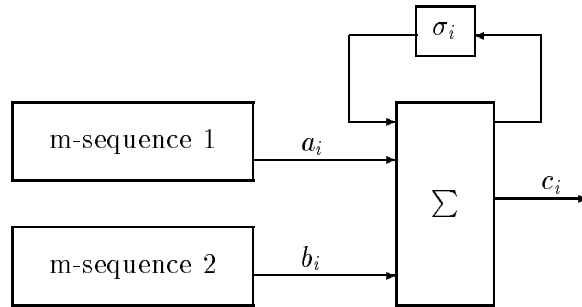 σ_i
m-sequence 1
a_i
Σ
c_i
m-sequence 2
b_i